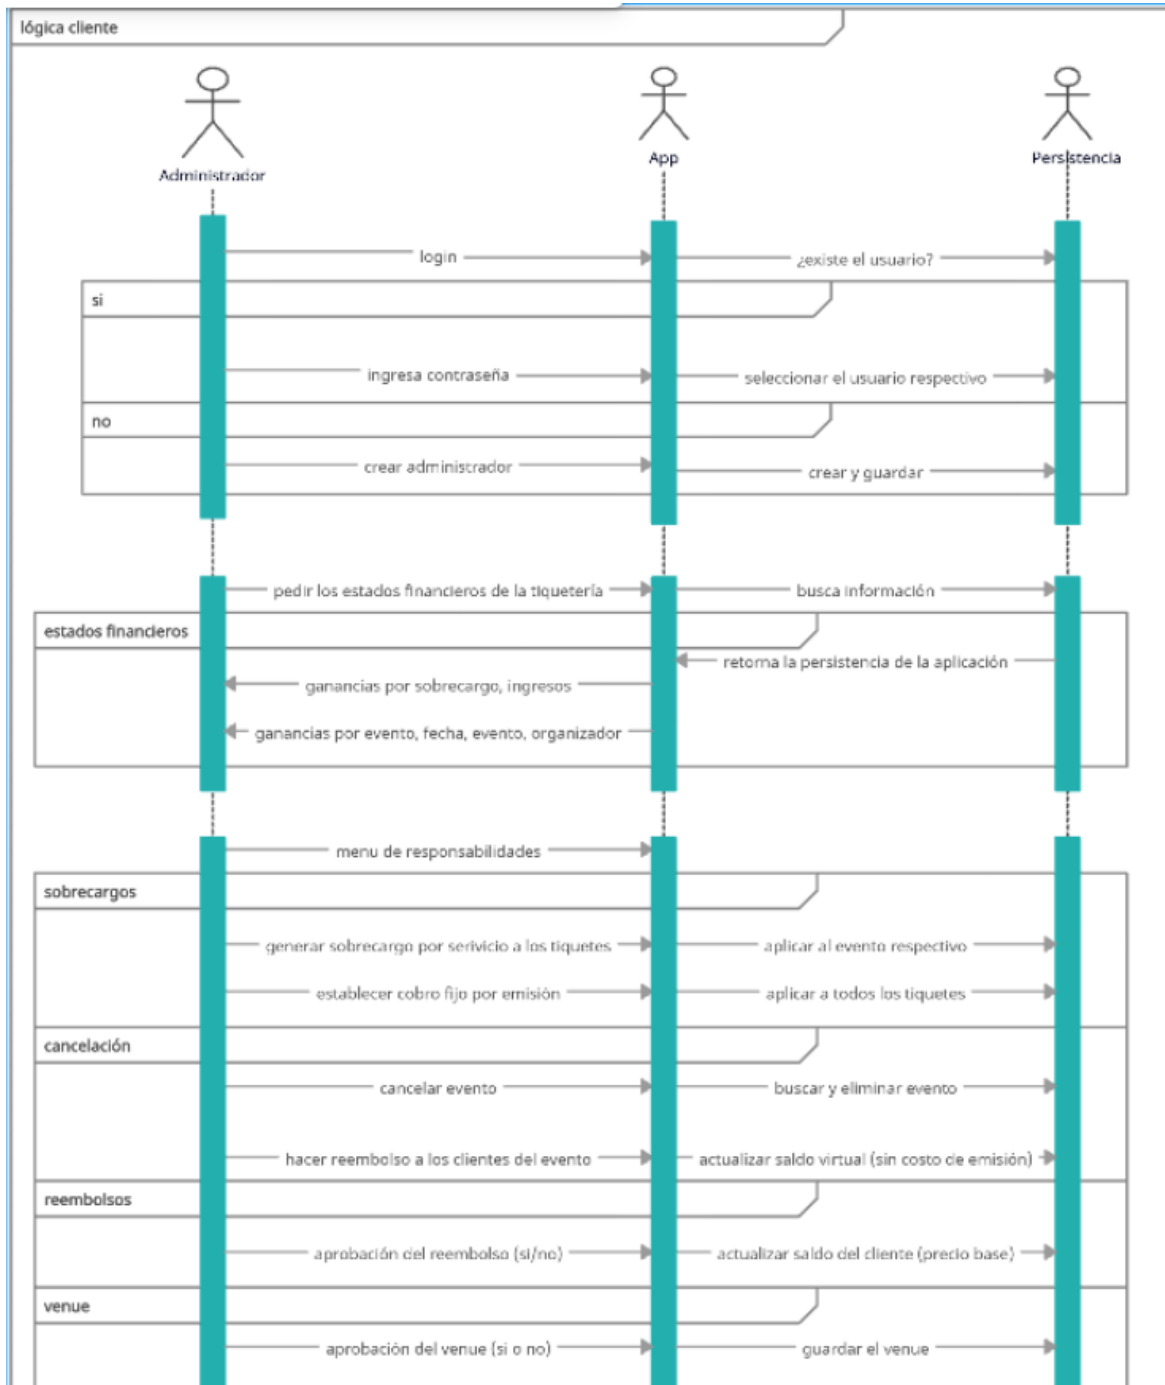 lógica cliente
Administrador
App
Persistencia
login
¿existe el usuario?
si
ingresa contraseña
seleccionar el usuario respectivo
no
crear administrador
crear y guardar
pedir los estados financieros de la tiquetería
busca información
estados financieros
retorna la persistencia de la aplicación
ganancias por sobrecargo, ingresos
ganancias por evento, fecha, evento, organizador
menu de responsabilidades
sobrecargos
generar sobrecargo por serivicio a los tiquetes
aplicar al evento respectivo
establecer cobro fijo por emisión
aplicar a todos los tiquetes
cancelación
cancelar evento
buscar y eliminar evento
hacer reembolso a los clientes del evento
actualizar saldo virtual (sin costo de emisión)
reembolsos
aprobación del reembolso (si/no)
actualizar saldo del cliente (precio base)
venue
aprobación del venue (si o no)
guardar el venue